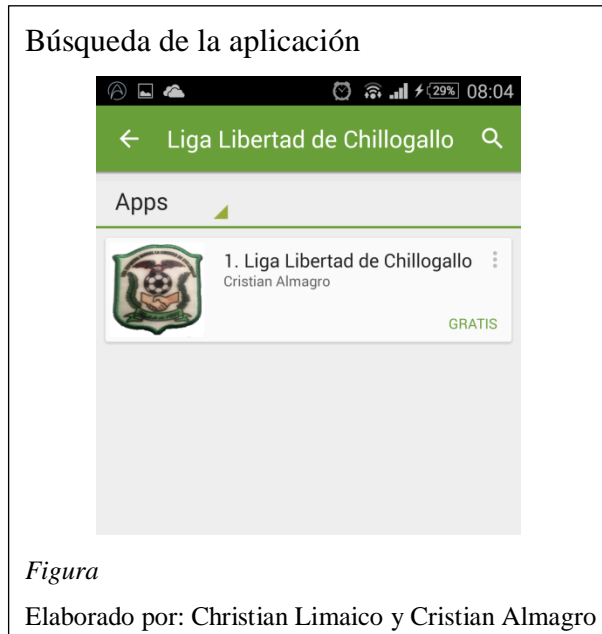 Búsqueda de la aplicación
29% 08:04
Liga Libertad de Chillogallo
Apps
1. Liga Libertad de Chillogallo
Cristian Almagro
GRATIS
Figura
Elaborado por: Christian Limaico y Cristian Almagro